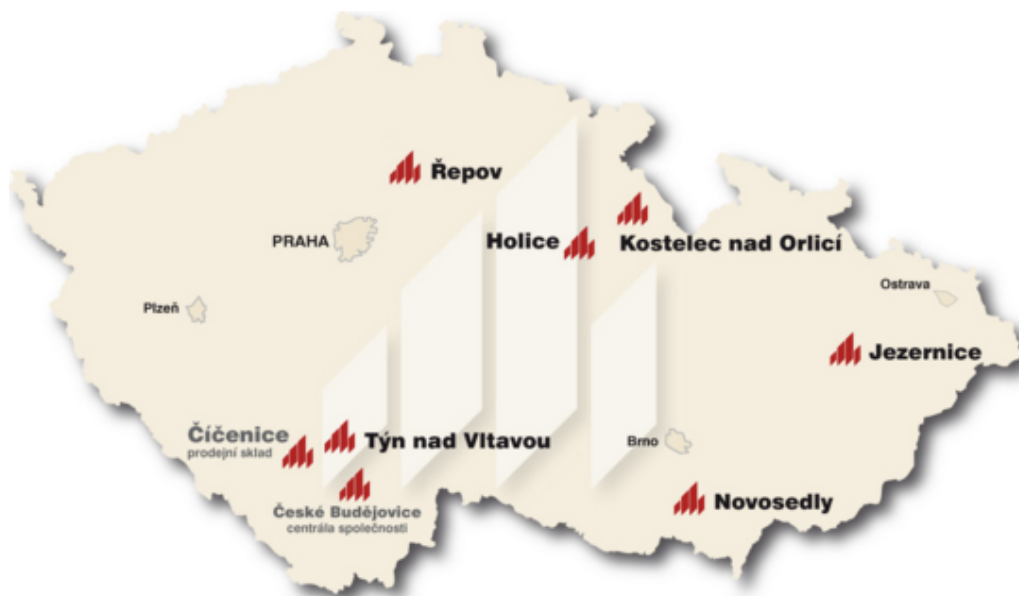 Řepov
PRAHA
Holice
Kostelec nad Orlicí
Ostrava
Plzeň
Jezernice
Číčenice
prodejní sklad
Týn nad Vltavou
Brno
České Budějovice
centrála společnosti
Novosedly